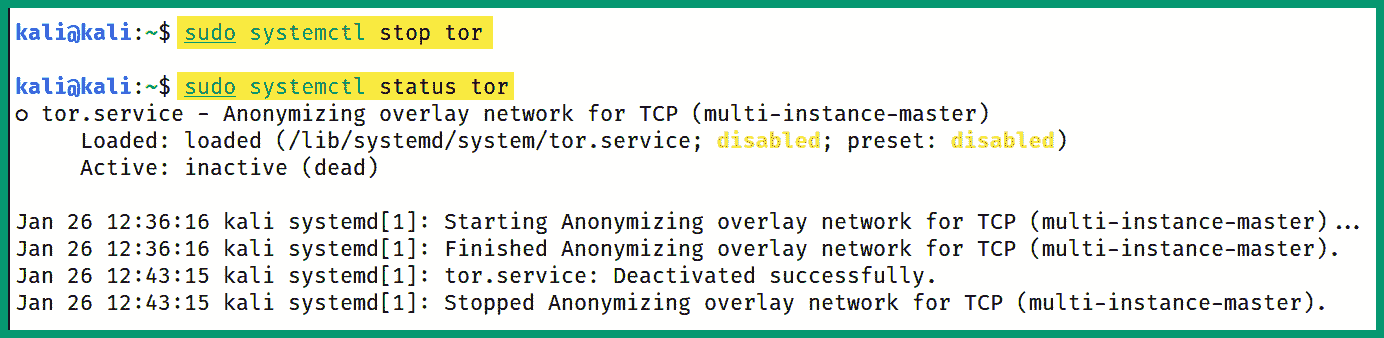 kali@kali:~$ sudo systemctl stop tor
kali@kali:~$ sudo systemctl status tor
○ tor.service - Anonymizing overlay network for TCP (multi-instance-master)
Loaded: loaded (/lib/systemd/system/tor.service; disabled; preset: disabled)
Active: inactive (dead)
Jan 26 12:36:16 kali systemd[1]: Starting Anonymizing overlay network for TCP (multi-instance-master)...
Jan 26 12:36:16 kali systemd[1]: Finished Anonymizing overlay network for TCP (multi-instance-master).
Jan 26 12:43:15 kali systemd[1]: tor.service: Deactivated successfully.
Jan 26 12:43:15 kali systemd[1]: Stopped Anonymizing overlay network for TCP (multi-instance-master).